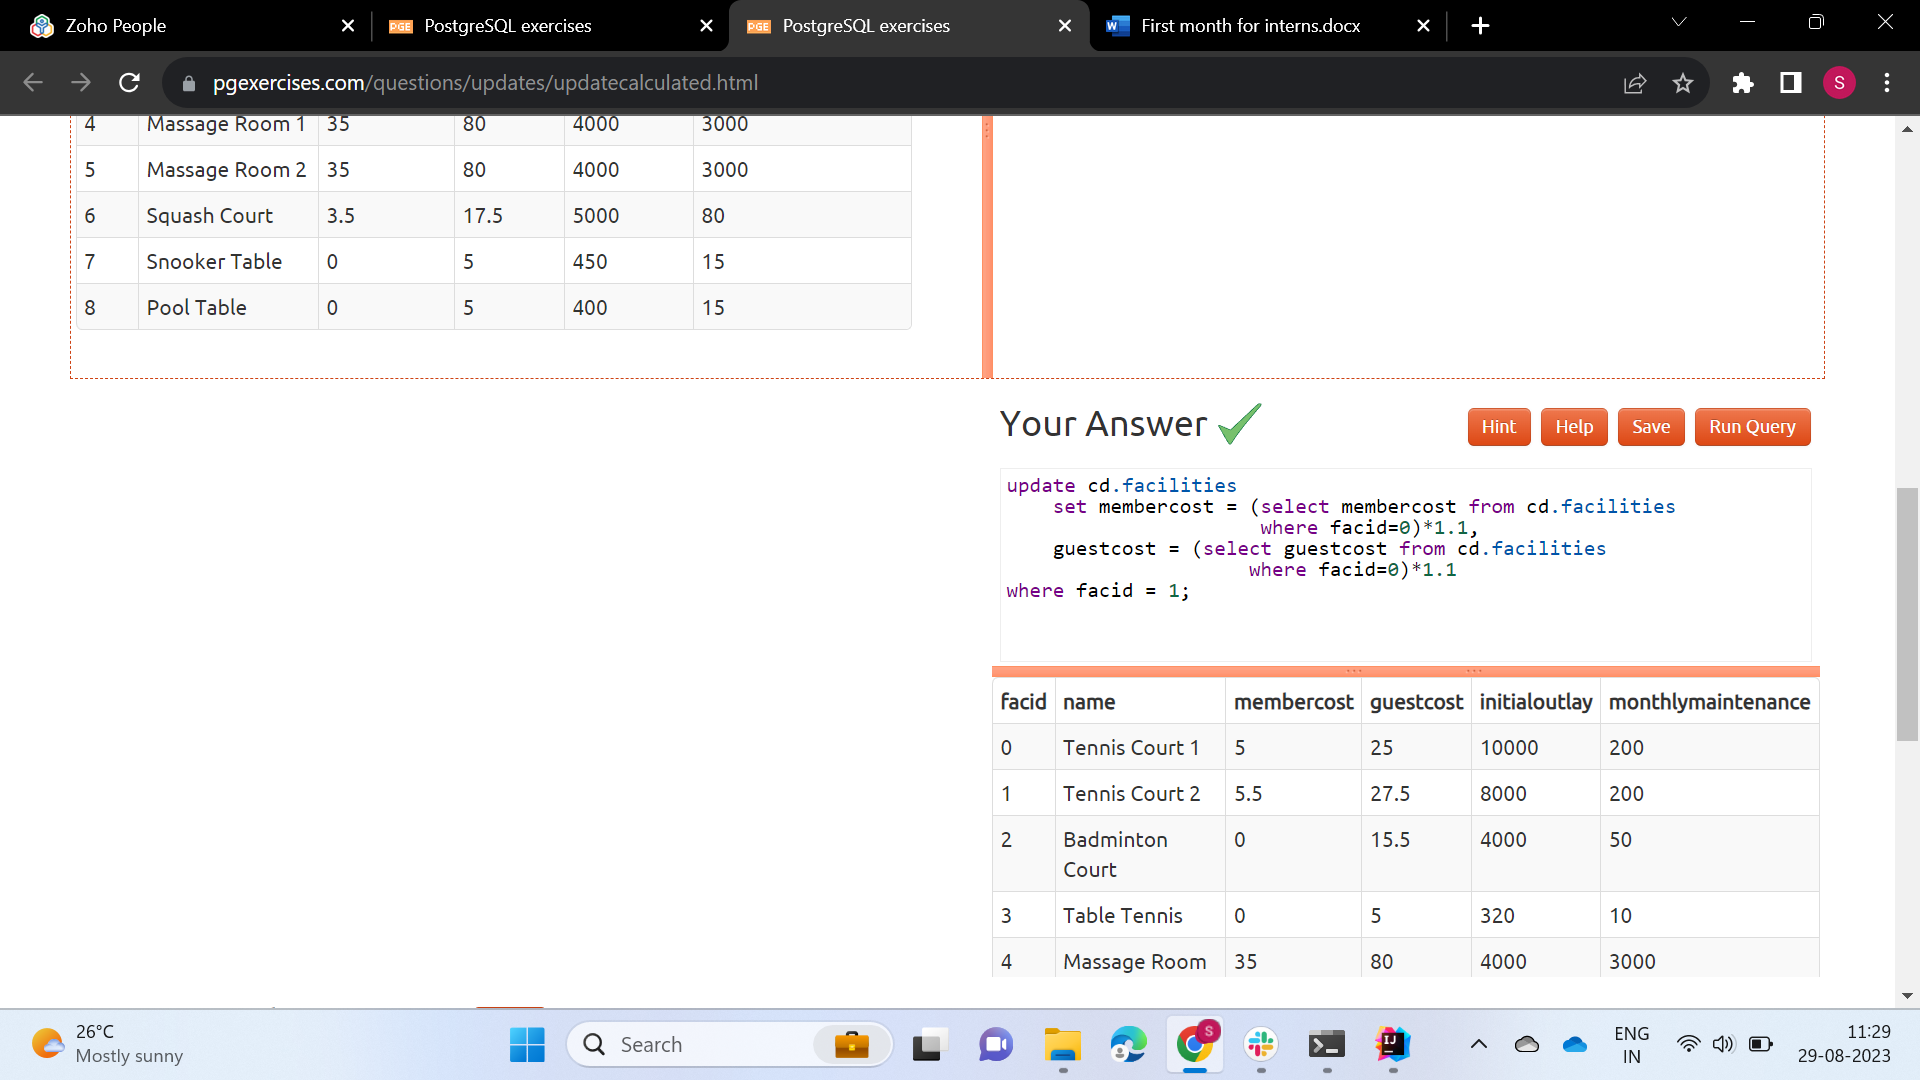 Zoho People
PGE PostgreSQL exercises
PGE PostgreSQL exercises
W First month for interns.docx
pgexercises.com/questions/updates/updatecalculated.html
S
4 Massage Room 1 35 80 4000 3000
5 Massage Room 2 35 80 4000 3000
6 Squash Court 3.5 17.5 5000 80
7 Snooker Table 0 5 450 15
8 Pool Table 0 5 400 15
Your Answer
Hint Help Save Run Query
update cd.facilities
set membercost = (select membercost from cd.facilities
where facid=0)*1.1,
guestcost = (select guestcost from cd.facilities
where facid=0)*1.1
where facid = 1;
facid name membercost guestcost initialoutlay monthlymaintenance
0 Tennis Court 1 5 25 10000 200
1 Tennis Court 2 5.5 27.5 8000 200
2 Badminton 0 15.5 4000 50
Court
3 Table Tennis 0 5 320 10
4 Massage Room 35 80 4000 3000
26°C
Mostly sunny
Search
S
IJ
ENG
IN
11:29
29-08-2023